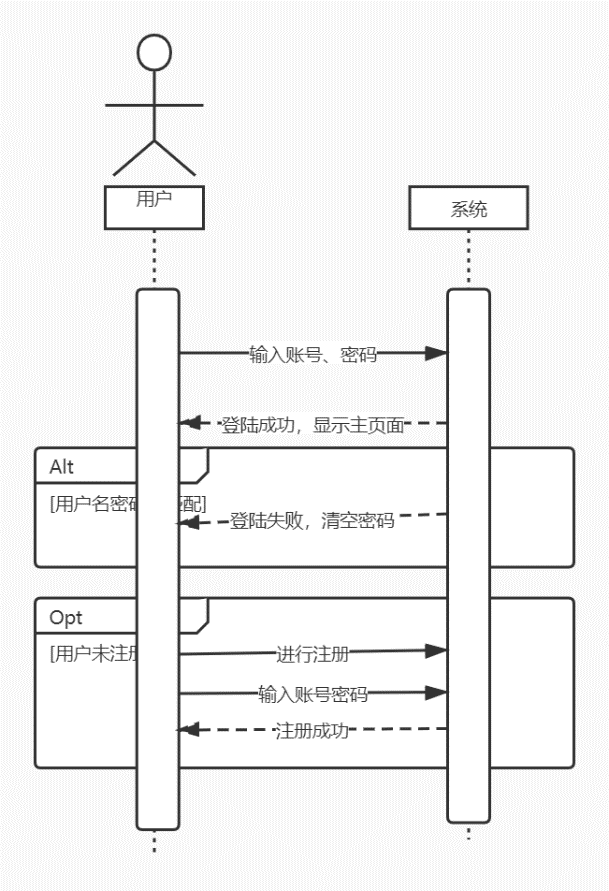 用户
系统
输入账号、密码
登陆成功，显示主页面
Alt
[用户名密 配]
登陆失败，清空密码
Opt
[用户未注
进行注册
输入账号密码
注册成功